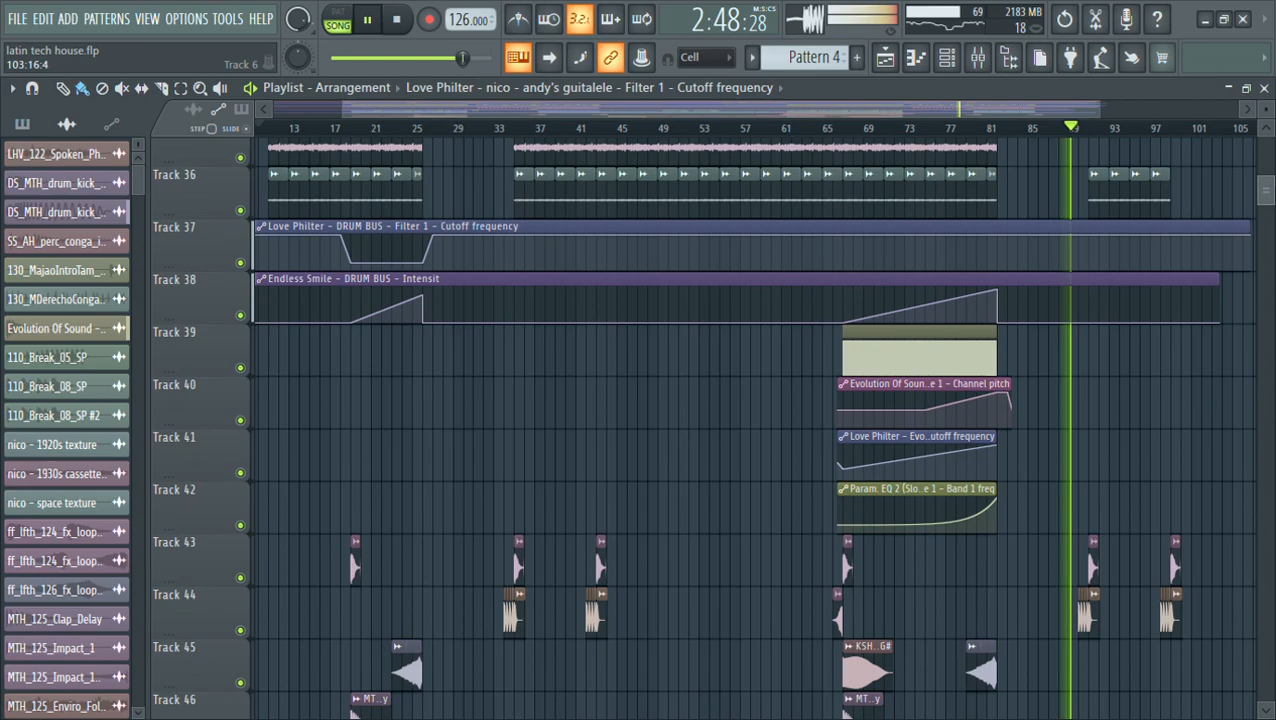 FILE EDIT ADD PATTERNS VIEW OPTIONS TOOLS HELP
PAT
SONG
126.000
3.2.
2:48:28
M:S:CS
69
2183 MB
18
latin tech house.flp
103:16:4
Track 6
Cell
Pattern 4
Playlist - Arrangement
Love Philter - nico - andy's guitalele - Filter 1 - Cutoff frequency
STEP
SLIDE
13 17 21 25 29 33 37 41 45 49 53 57 61 65 69 73 77 81 93 97 101 105
LHV_122_Spoken_Ph..
DS_MTH_drum_kick_..
DS_MTH_drum_kick_..
SS_AH_perc_conga_i..
130_MajaoIntroTam_..
130_MDerechoConga..
Evolution Of Sound -..
110_Break_05_SP
110_Break_08_SP
110_Break_08_SP #2
nico - 1920s texture
nico - 1930s cassette..
nico - space texture
ff_lfth_124_fx_loop..
ff_lfth_124_fx_loop..
ff_lfth_126_fx_loop..
MTH_125_Clap_Delay
MTH_125_Impact_1
MTH_125_Impact_1..
MTH_125_Enviro_Fol..
Track 36
Track 37
Love Philter - DRUM BUS - Filter 1 - Cutoff frequency
Track 38
Endless Smile - DRUM BUS - Intensit
Track 39
Track 40
Evolution Of Soun..e 1 - Channel pitch
Track 41
Love Philter - Evo..utoff frequency
Track 42
Param. EQ 2 (Slo..e 1 - Band 1 freq
Track 43
Track 44
Track 45
KSH..G#
Track 46
MT..y
MT..y